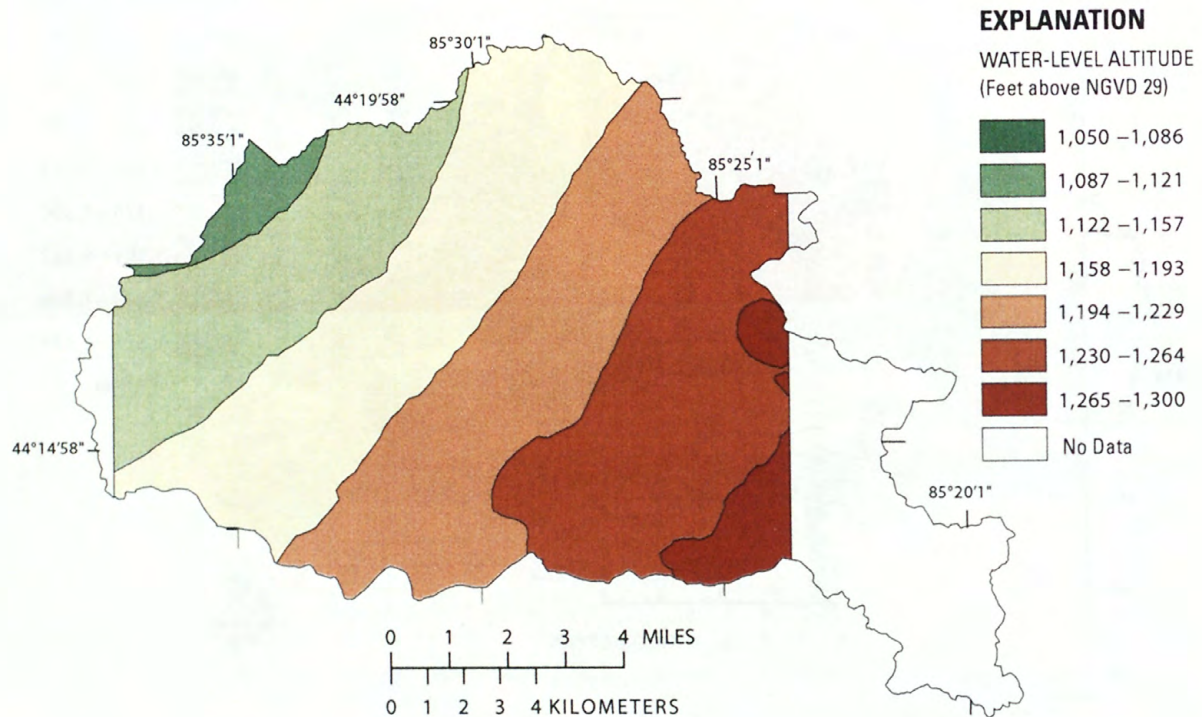 EXPLANATION
WATER-LEVEL ALTITUDE
(Feet above NGVD 29)
1,050 –1,086
1,087 –1,121
1,122 –1,157
1,158 –1,193
1,194 –1,229
1,230 –1,264
1,265 –1,300
No Data
85°30'1"
44°19'58"
85°35'1"
85°25'1"
44°14'58"
85°20'1"
0 1 2 3 4 MILES
0 1 2 3 4 KILOMETERS